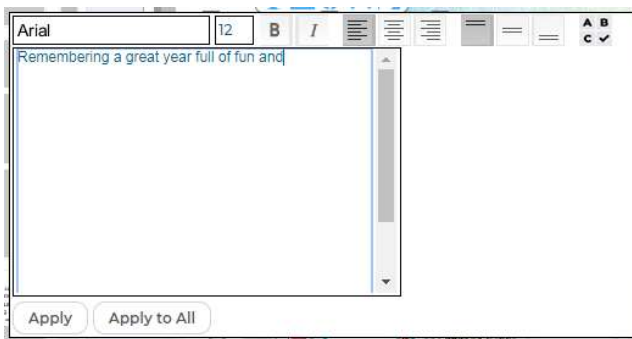 Arial 12 B I A B C
Remembering a great year full of fun and
Apply Apply to All